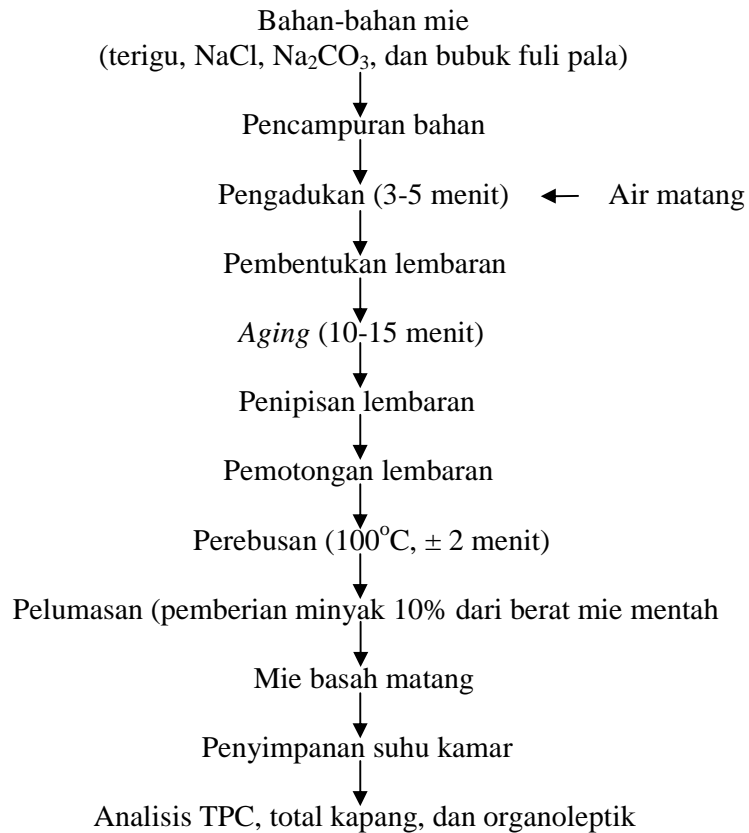 Bahan-bahan mie
(terigu, NaCl, Na₂CO₃, dan bubuk fuli pala)
Pencampuran bahan
Pengadukan (3-5 menit) Air matang
Pembentukan lembaran
Aging (10-15 menit)
Penipisan lembaran
Pemotongan lembaran
Perebusan (100°C, ± 2 menit)
Pelumasan (pemberian minyak 10% dari berat mie mentah
Mie basah matang
Penyimpanan suhu kamar
Analisis TPC, total kapang, dan organoleptik